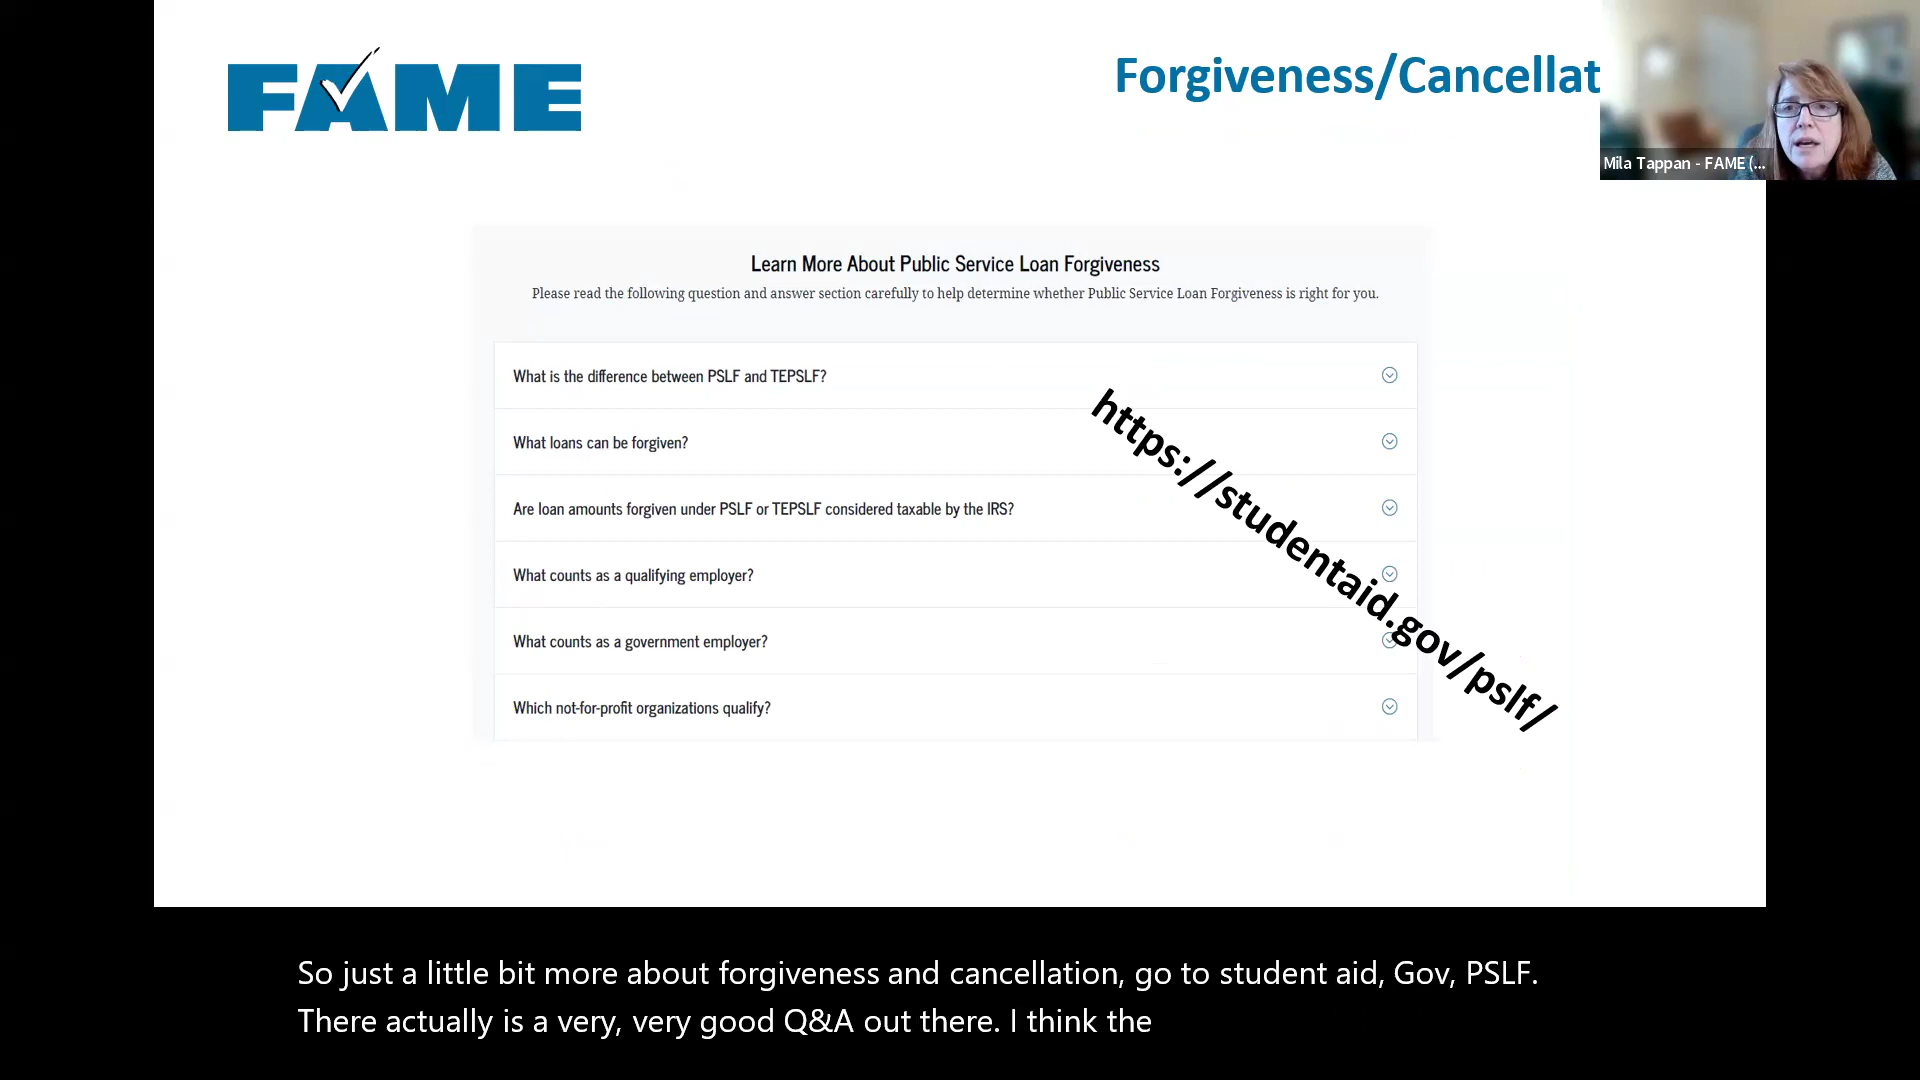 FAME
Forgiveness/Cancellat
Mila Tappan - FAME (...
Learn More About Public Service Loan Forgiveness
Please read the following question and answer section carefully to help determine whether Public Service Loan Forgiveness is right for you.
What is the difference between PSLF and TEPSLF?
What loans can be forgiven?
Are loan amounts forgiven under PSLF or TEPSLF considered taxable by the IRS?
What counts as a qualifying employer?
What counts as a government employer?
Which not-for-profit organizations qualify?
https://studentaid.gov/pslf/
So just a little bit more about forgiveness and cancellation, go to student aid, Gov, PSLF.
There actually is a very, very good Q&A out there. I think the